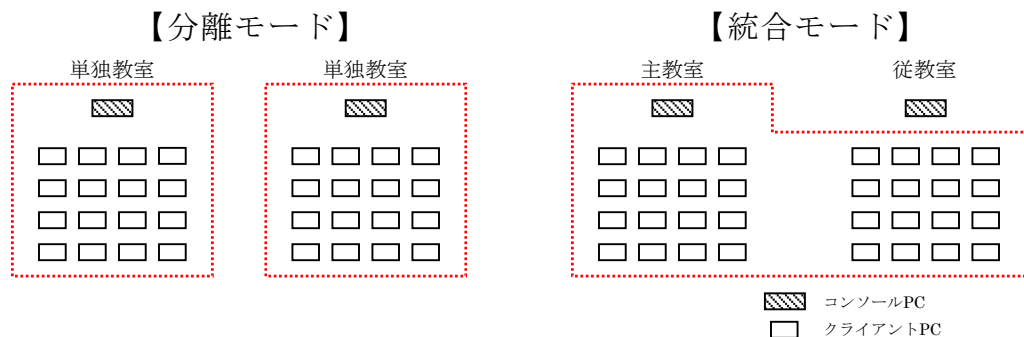 【分離モード】
【統合モード】
単独教室
単独教室
主教室
従教室
コンソールPC
クライアントPC